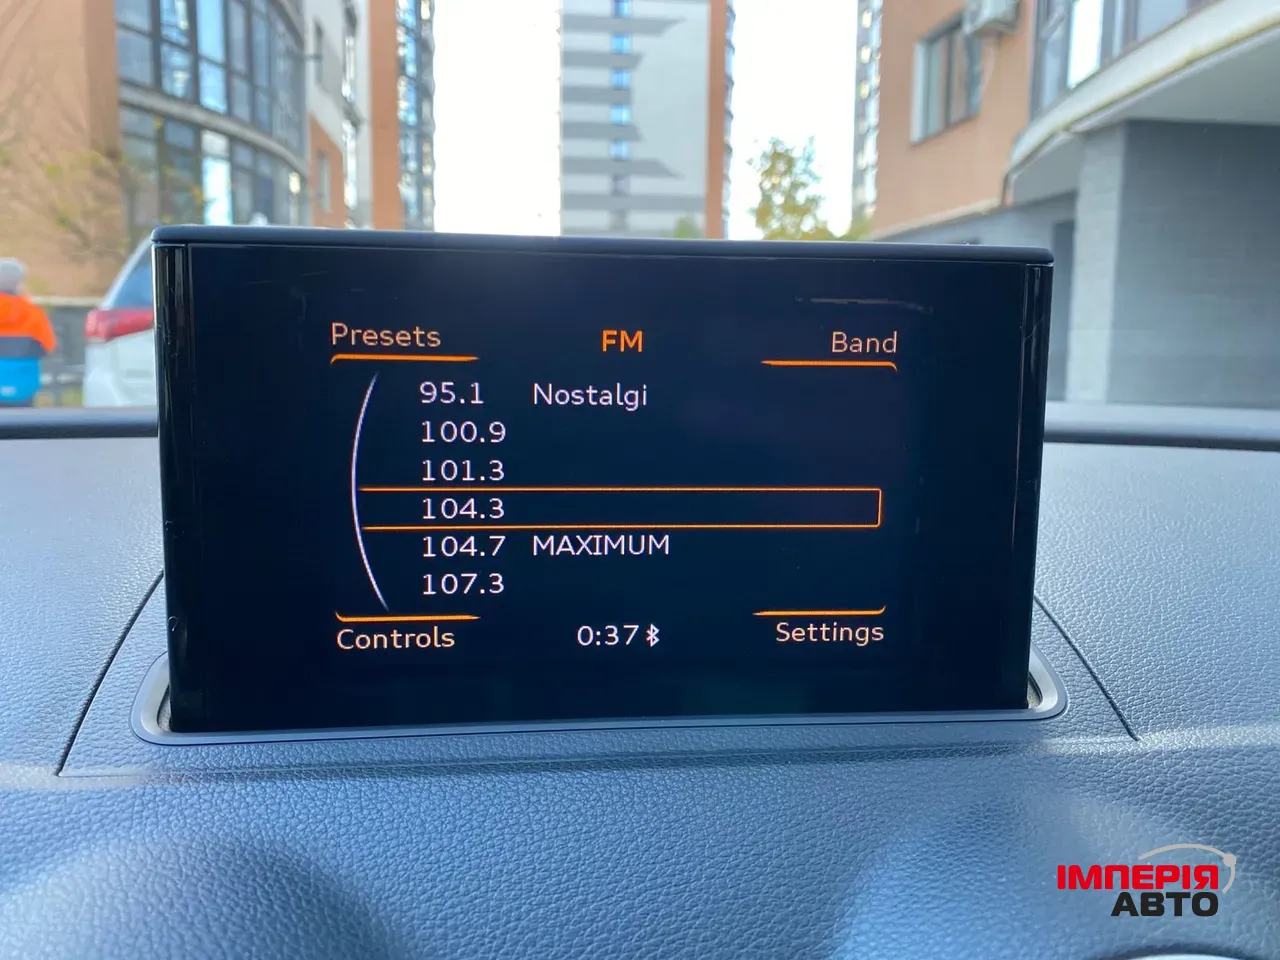 Presets FM Band
95.1 Nostalgi
100.9
101.3
104.3
104.7 MAXIMUM
107.3
Controls 0:37 Settings
ІМПЕРІЯ
АВТО